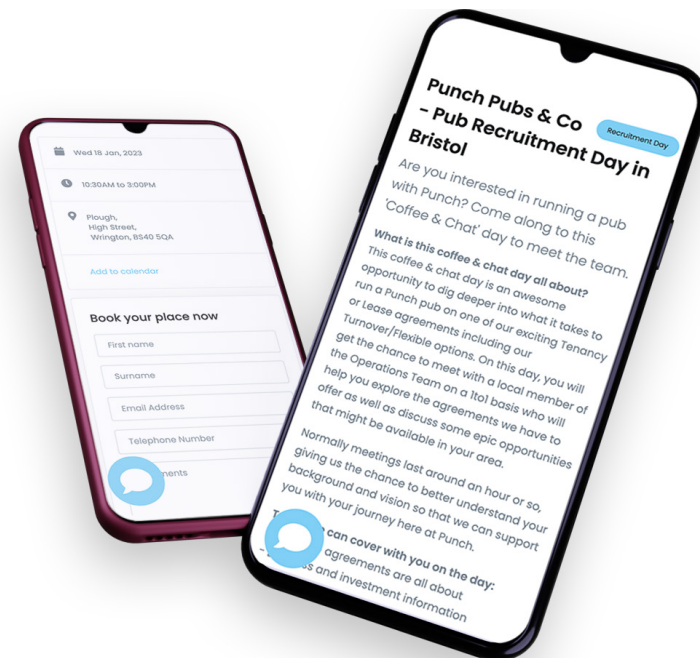 Wed 18 Jan, 2023
10:30AM to 3:00PM
Plough,
High Street,
Wrington, BS40 5QA
Add to calendar
Book your place now
First name
Surname
Email Address
Telephone Number
Punch Pubs & Co
- Pub Recruitment Day in
Bristol
Recruitment Day
Are you interested in running a pub
with Punch? Come along to this
'Coffee & Chat' day to meet the team.
What is this coffee & chat day all about?
This coffee & chat day is an awesome
opportunity to dig deeper into what it takes to
run a Punch pub on one of our exciting Tenancy
or Lease agreements including our
Turnover/Flexible options. On this day, you will
get the chance to meet with a local member of
the Operations Team on a 1to1 basis who will
help you explore the agreements we have to
offer as well as discuss some epic opportunities
that might be available in your area.
Normally meetings last around an hour or so,
giving us the chance to better understand your
background and vision so that we can support
you with your journey here at Punch.
can cover with you on the day:
agreements are all about
and investment information